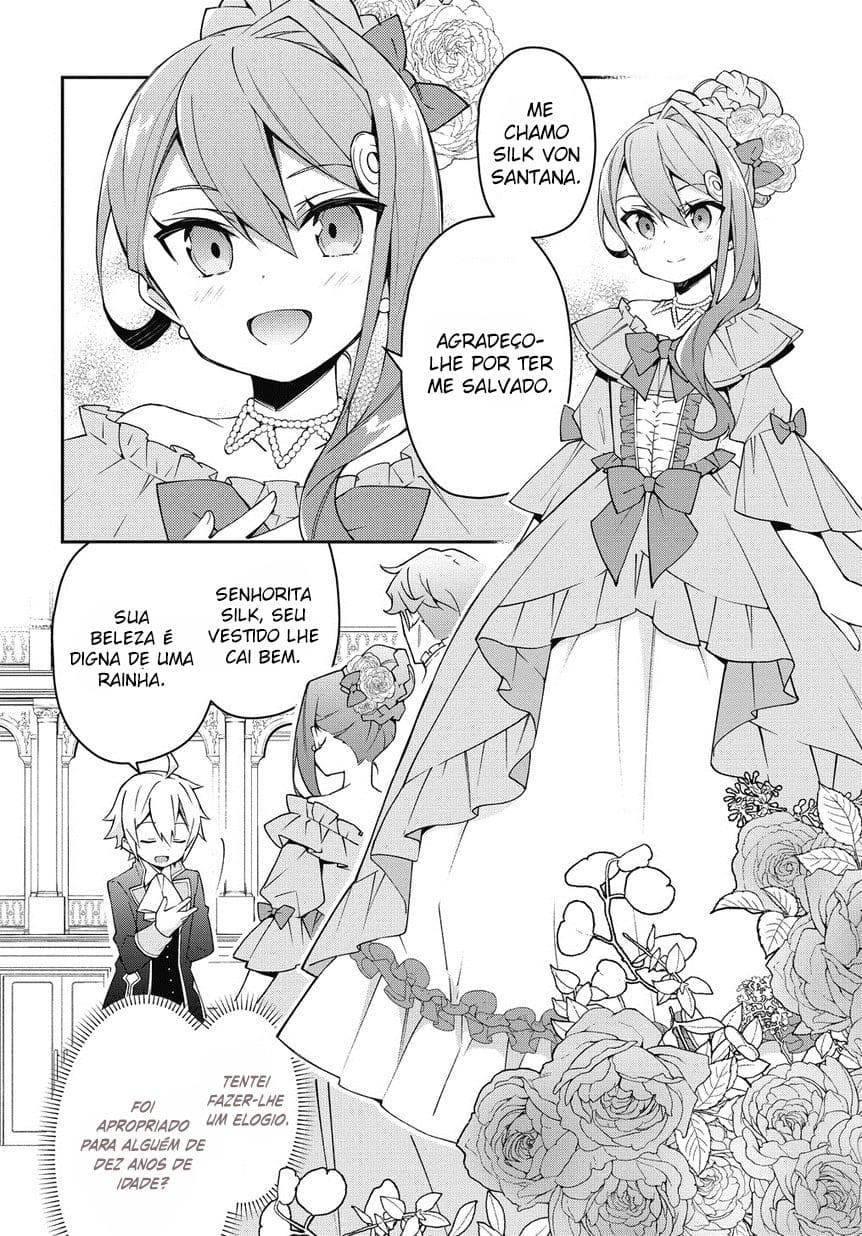 ME
CHAMO
SILK VON
SANTANA.
AGRADEÇO-
LHE POR TER
ME SALVADO.
SENHORITA
SILK, SEU
VESTIDO LHE
CAI BEM.
SUA
BELEZA É
DIGNA DE UMA
RAINHA.
TENTEI
FAZER-LHE
UM ELOGIO.
FOI
APROPRIADO
PARA ALGUÉM DE
DEZ ANOS DE
IDADE?